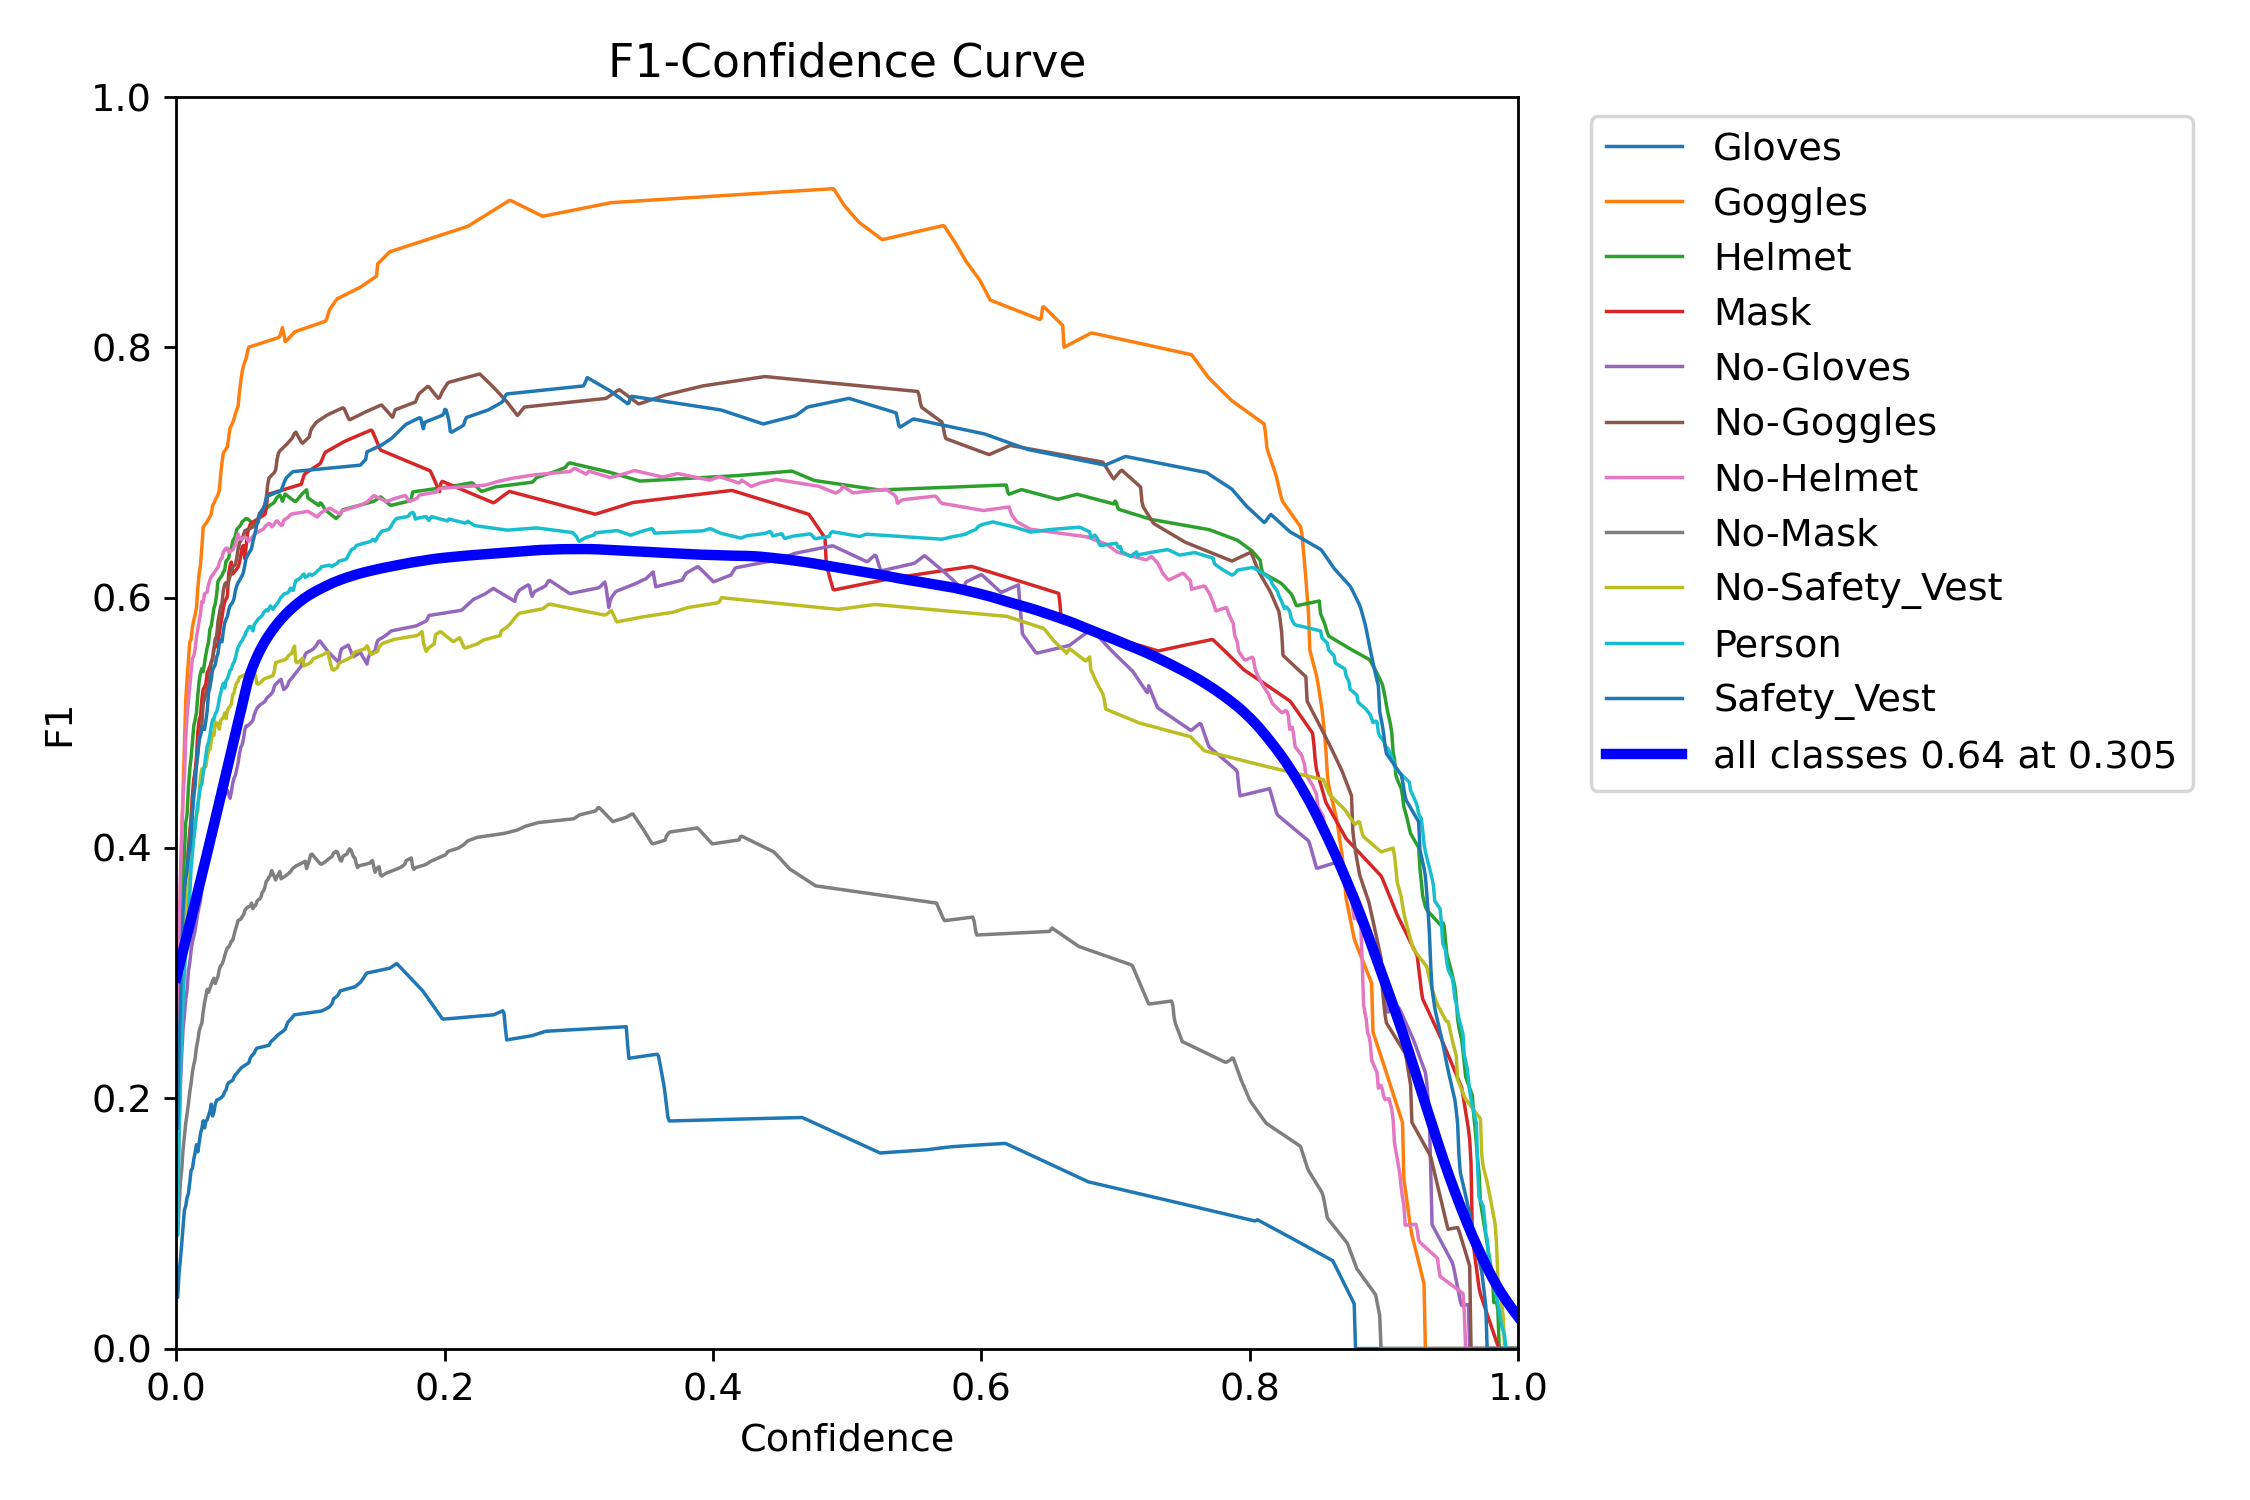 F1-Confidence Curve
1.0
0.8
0.6
0.4
0.2
0.0
F1
0.0 0.2 0.4 0.6 0.8 1.0
Confidence
Gloves
Goggles
Helmet
Mask
No-Gloves
No-Goggles
No-Helmet
No-Mask
No-Safety_Vest
Person
Safety_Vest
all classes 0.64 at 0.305